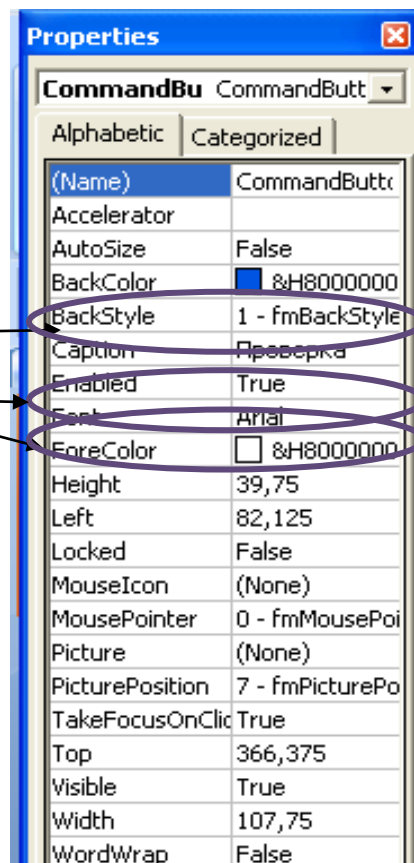 Properties
CommandBu CommandButt
Alphabetic Categorized
(Name) CommandButtc
Accelerator
AutoSize False
BackColor &H8000000
BackStyle 1 - fmBackStyle
Caption Проверка
Enabled True
Font Arial
ForeColor &H8000000
Height 39,75
Left 82,125
Locked False
MouseIcon (None)
MousePointer 0 - fmMousePoi
Picture (None)
PicturePosition 7 - fmPicturePo
TakeFocusOnClic True
Top 366,375
Visible True
Width 107,75
WordWrap False